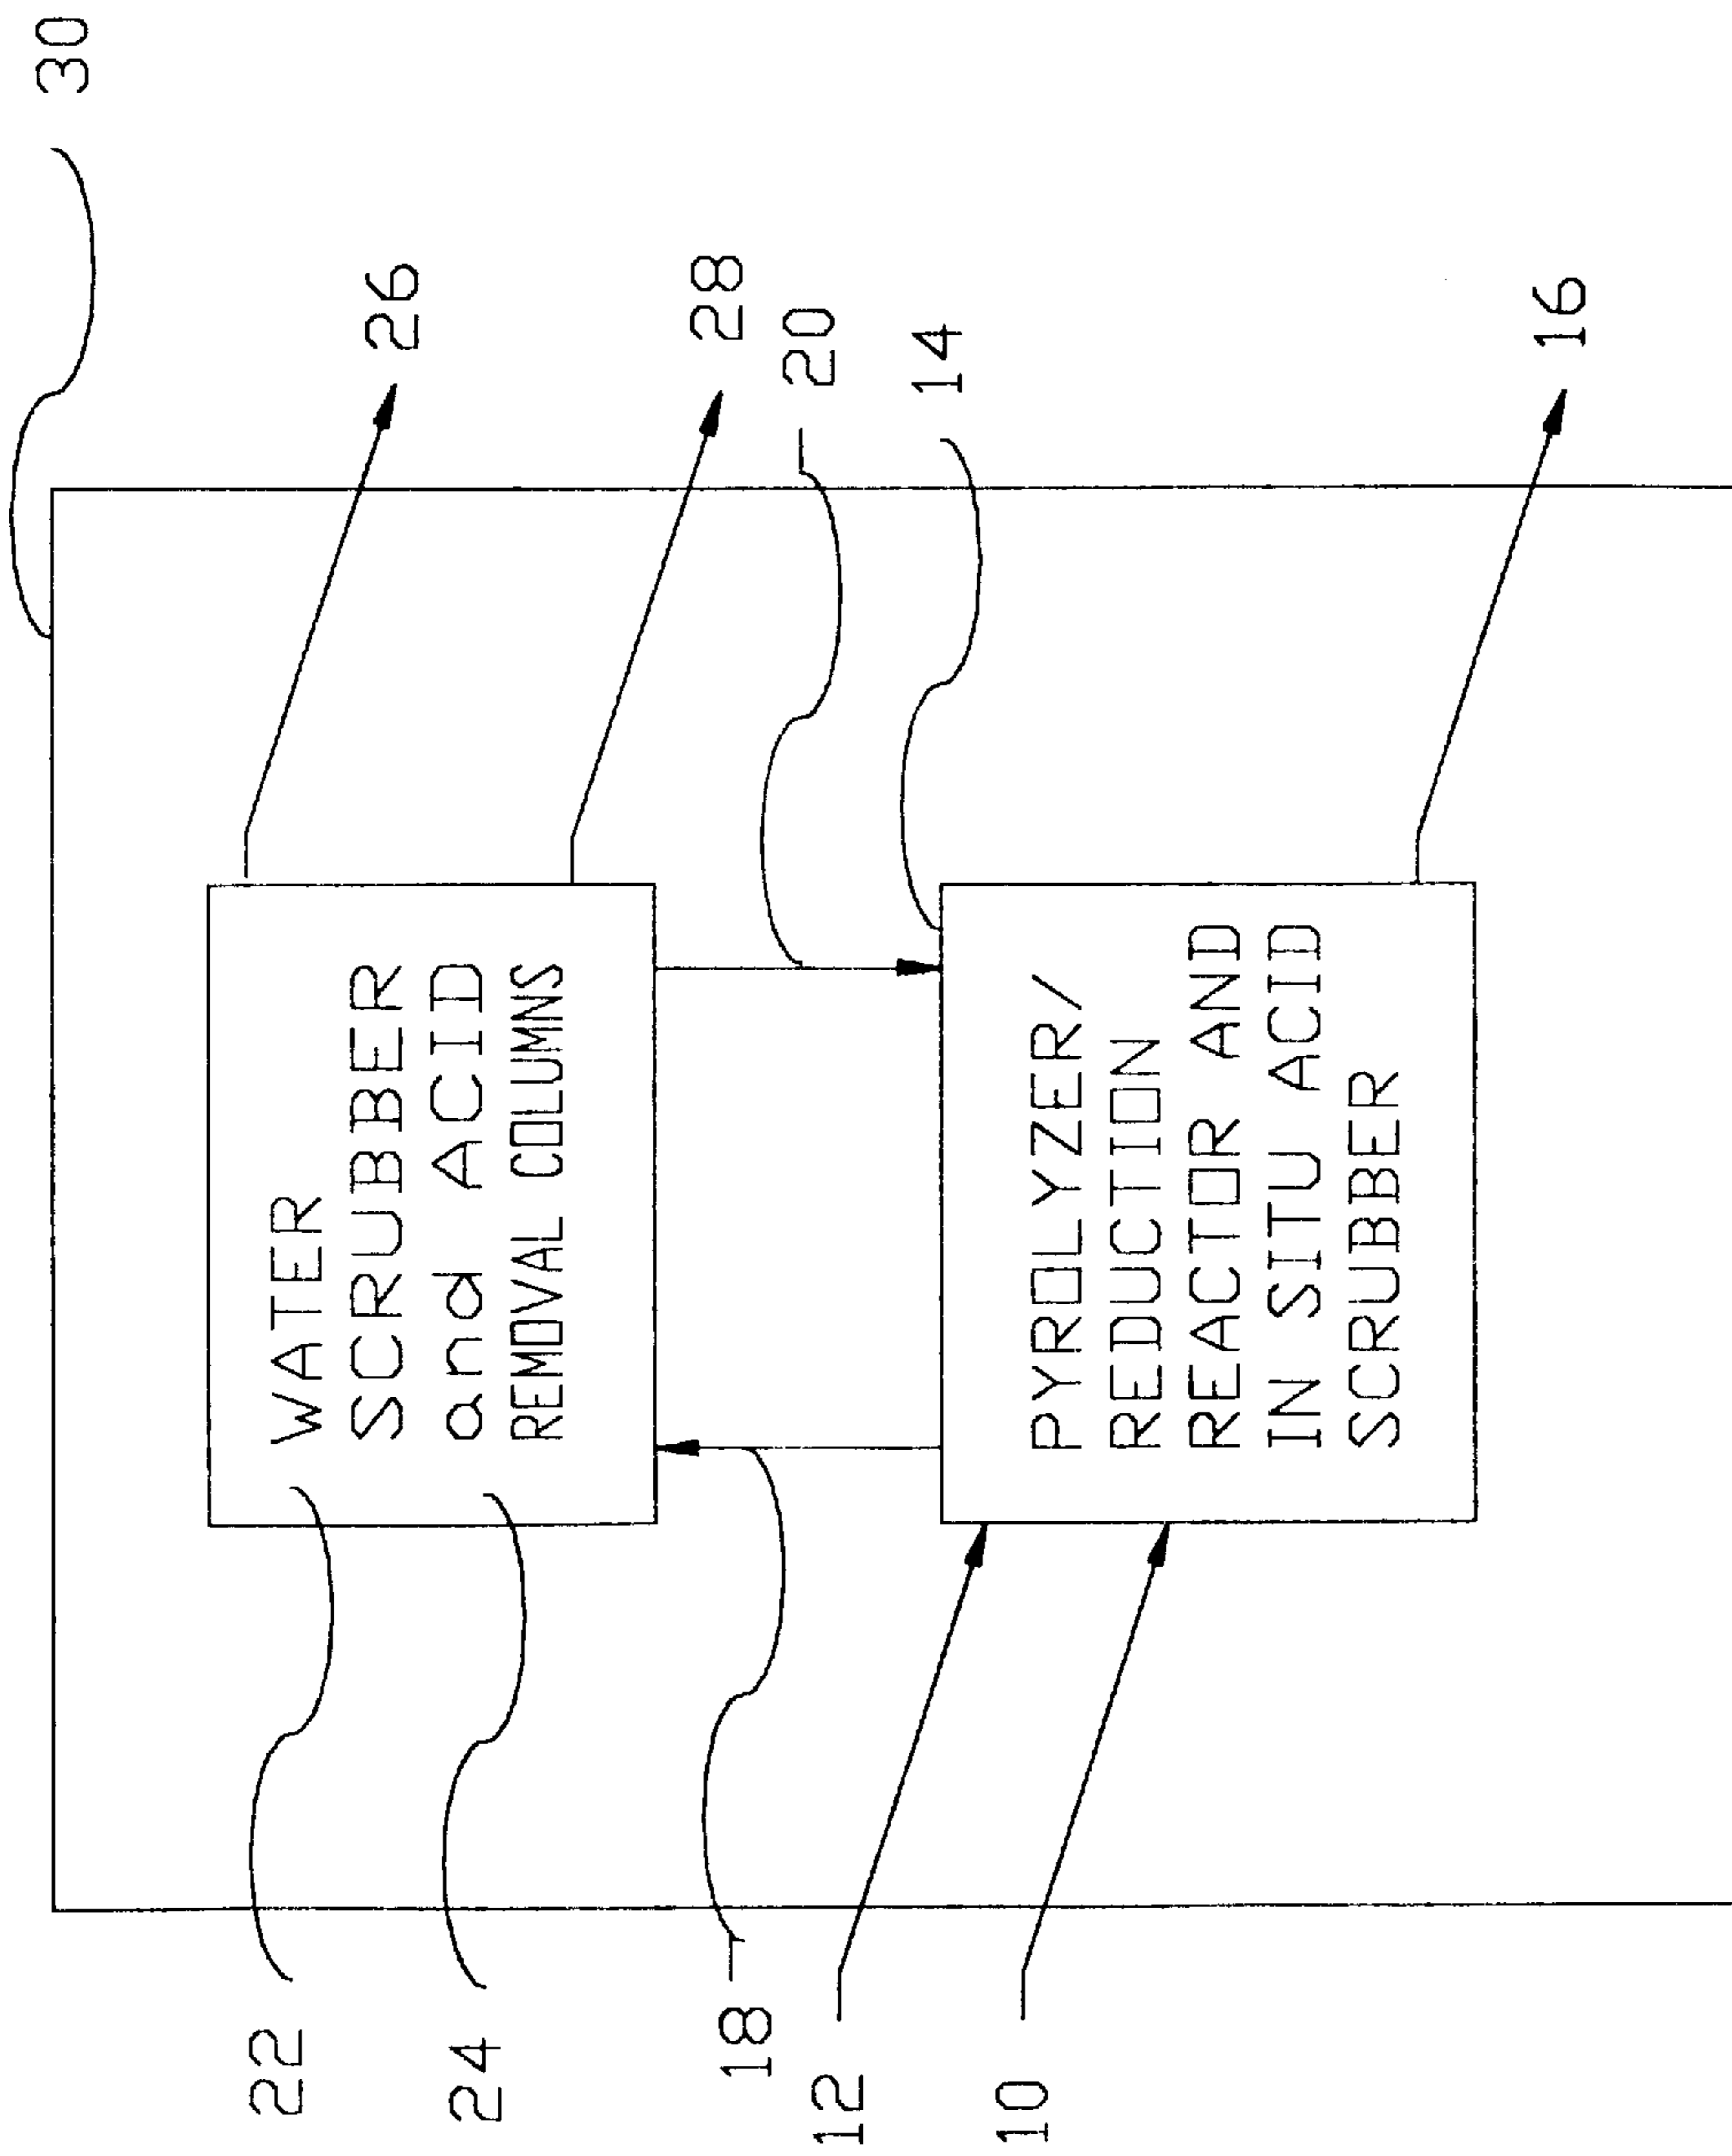 30
26
28
20
14
16
WATER
SCRUBBER
and ACID
REMOVAL COLUMNS
PYROLYZER/
REDUCTION
REACTOR AND
IN SITU ACID
SCRUBBER
22
24
18
12
10